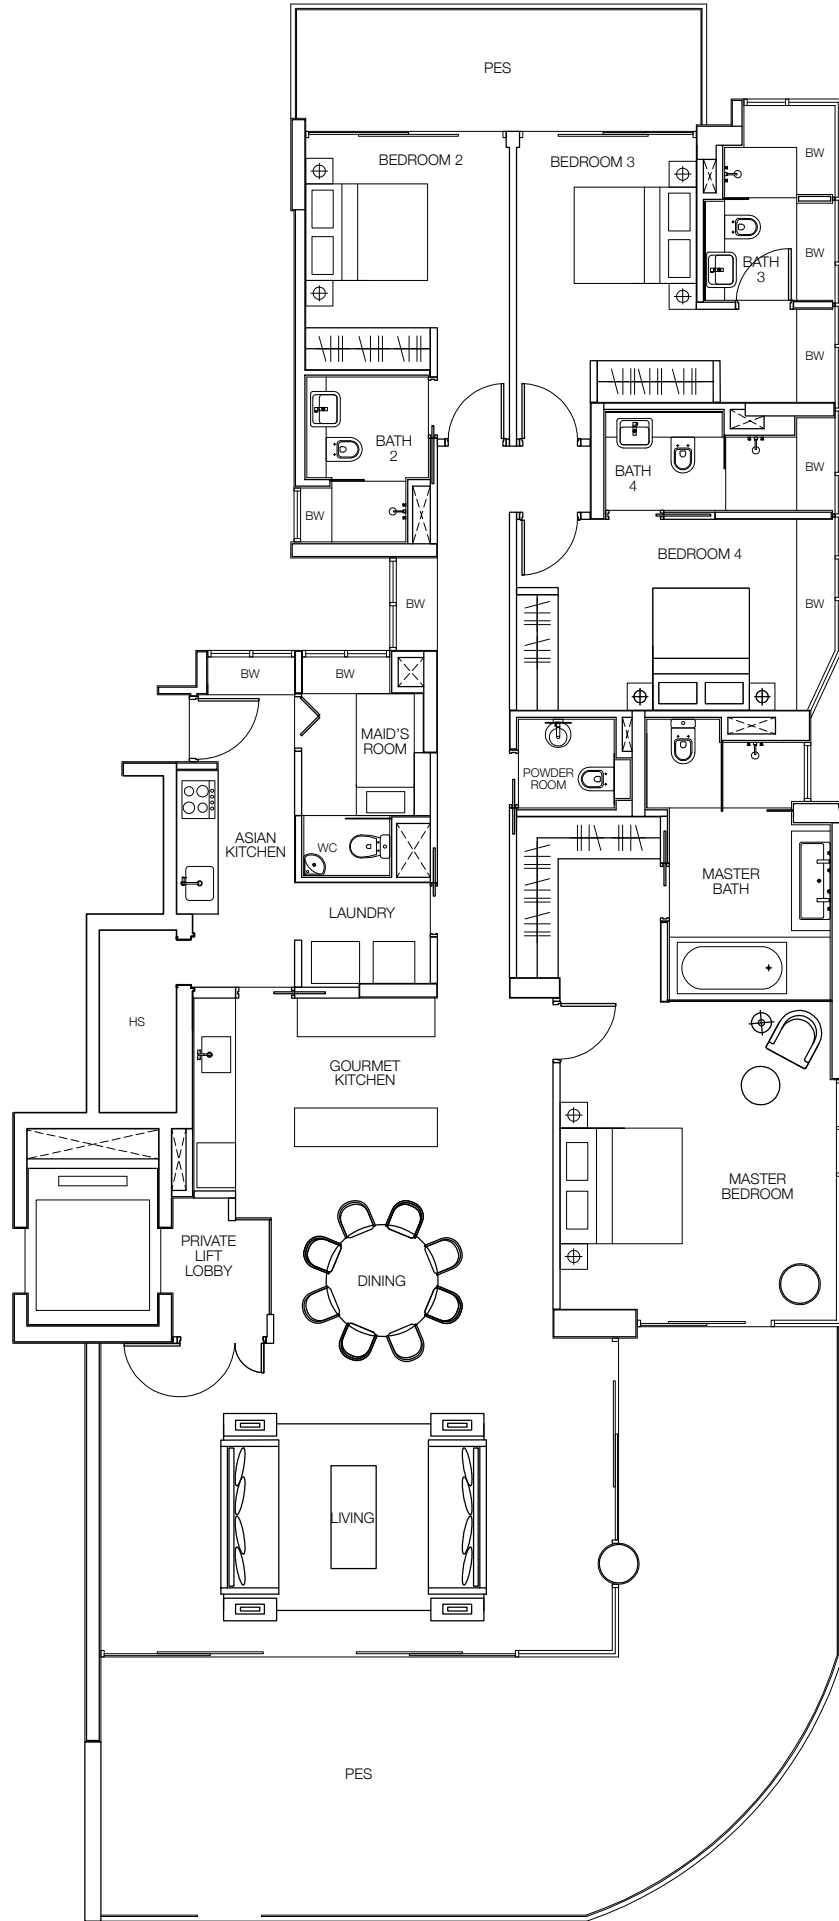 PES
BEDROOM 2
BEDROOM 3
BW
BW
BATH
3
BW
BATH
2
BATH
4
BW
BW
BEDROOM 4
BW
BW
BW
BW
MAID'S
ROOM
POWDER
ROOM
ASIAN
KITCHEN
WC
MASTER
BATH
LAUNDRY
HS
GOURMET
KITCHEN
MASTER
BEDROOM
PRIVATE
LIFT
LOBBY
DINING
LIVING
PES